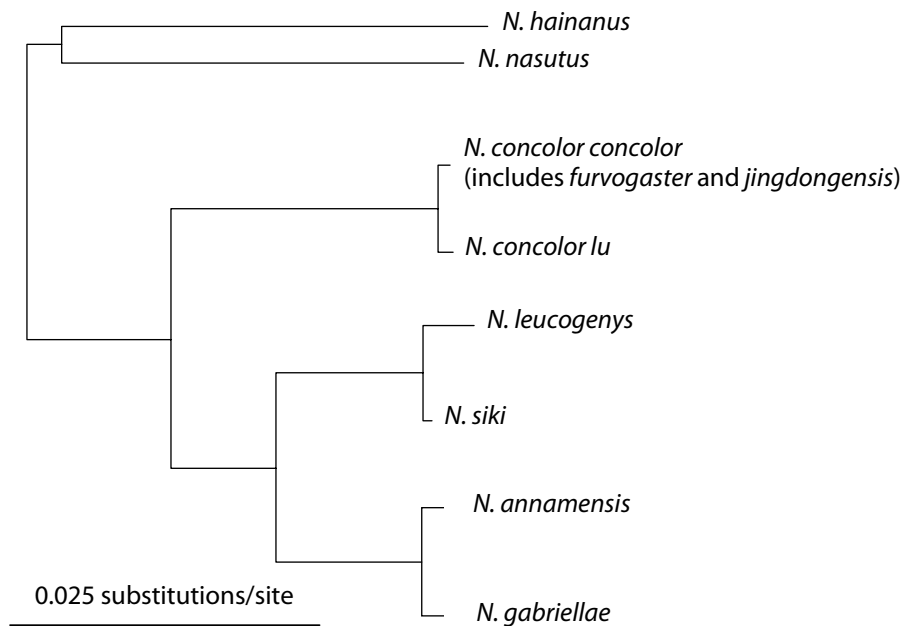 N. hainanus
N. nasutus
N. concolor concolor
(includes furvogaster and jingdongensis)
N. concolor lu
N. leucogenys
N. siki
N. annamensis
0.025 substitutions/site
N. gabriellae